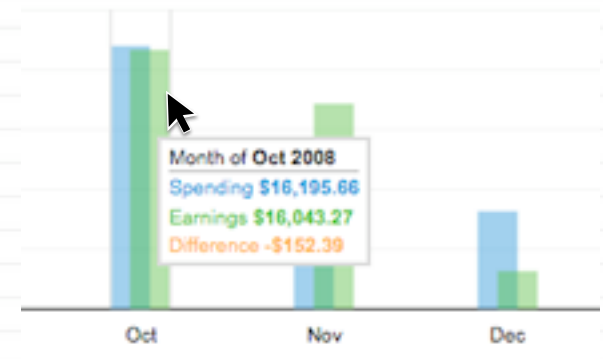 Month of Oct 2008
Spending $16,195.66
Earnings $16,043.27
Difference -$152.39
Oct Nov Dec